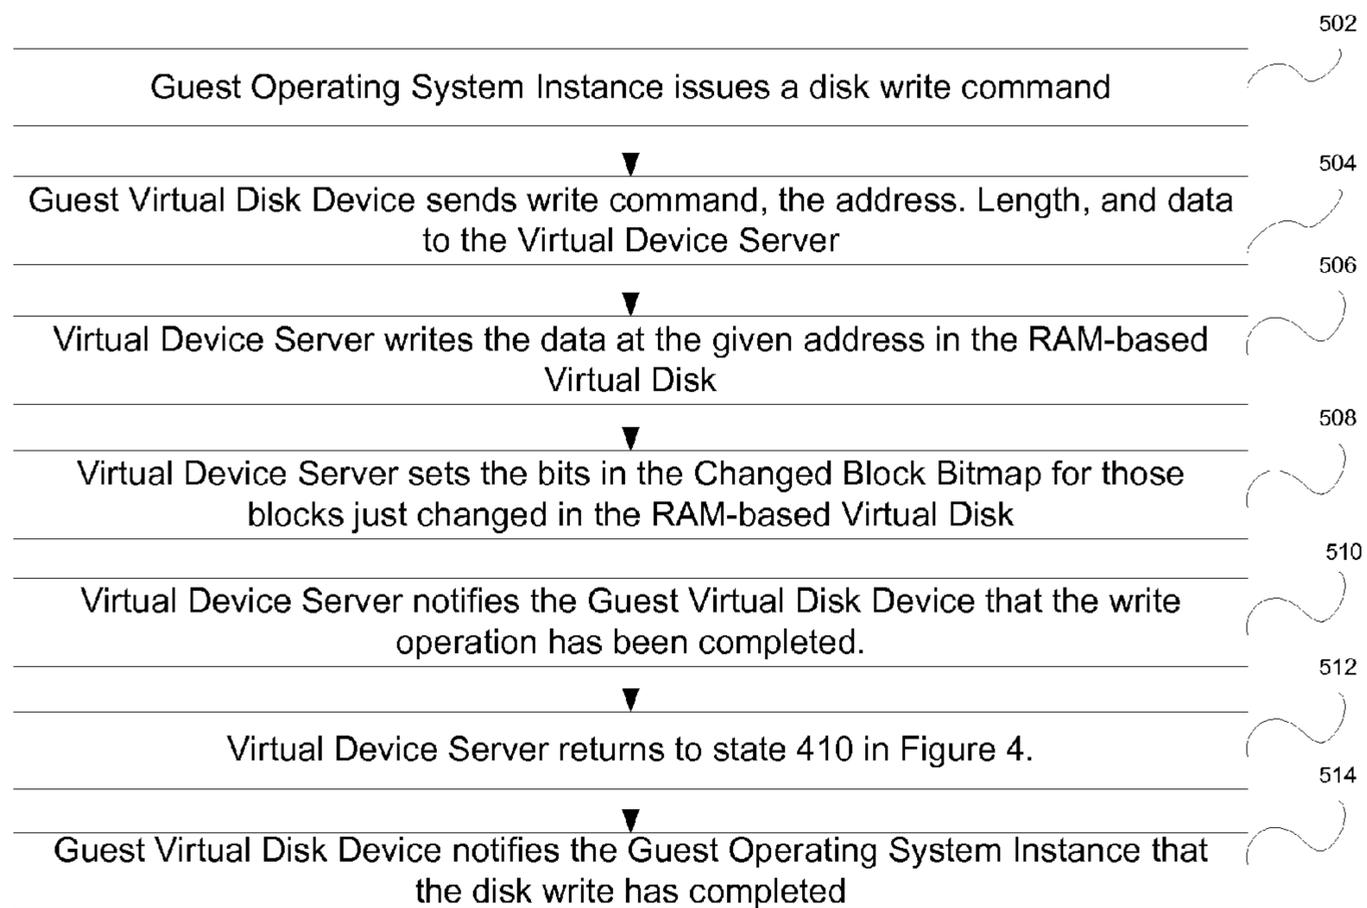 502
Guest Operating System Instance issues a disk write command
504
Guest Virtual Disk Device sends write command, the address. Length, and data
to the Virtual Device Server
506
Virtual Device Server writes the data at the given address in the RAM-based
Virtual Disk
508
Virtual Device Server sets the bits in the Changed Block Bitmap for those
blocks just changed in the RAM-based Virtual Disk
510
Virtual Device Server notifies the Guest Virtual Disk Device that the write
operation has been completed.
512
Virtual Device Server returns to state 410 in Figure 4.
514
Guest Virtual Disk Device notifies the Guest Operating System Instance that
the disk write has completed